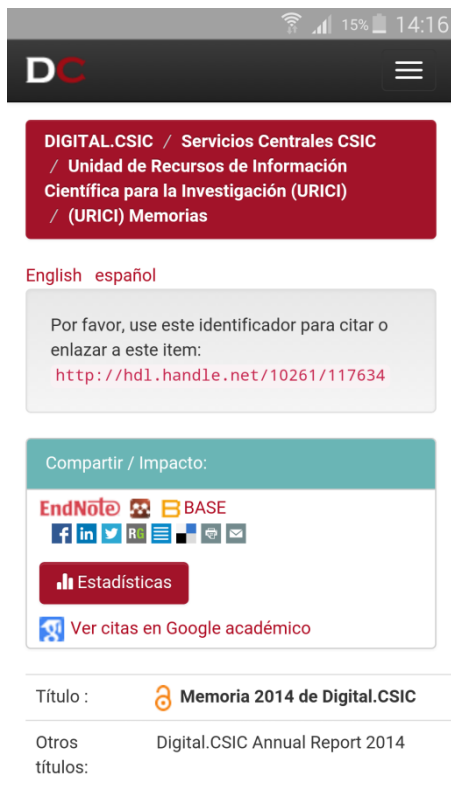 15% 14:16
DC
DIGITAL.CSIC / Servicios Centrales CSIC
/ Unidad de Recursos de Información
Científica para la Investigación (URICI)
/ (URICI) Memorias
English español
Por favor, use este identificador para citar o
enlazar a este item:
http://hdl.handle.net/10261/117634
Compartir / Impacto:
EndNote BASE
f in RG
Estadísticas
Ver citas en Google académico
Título : Memoria 2014 de Digital.CSIC
Otros Digital.CSIC Annual Report 2014
títulos: